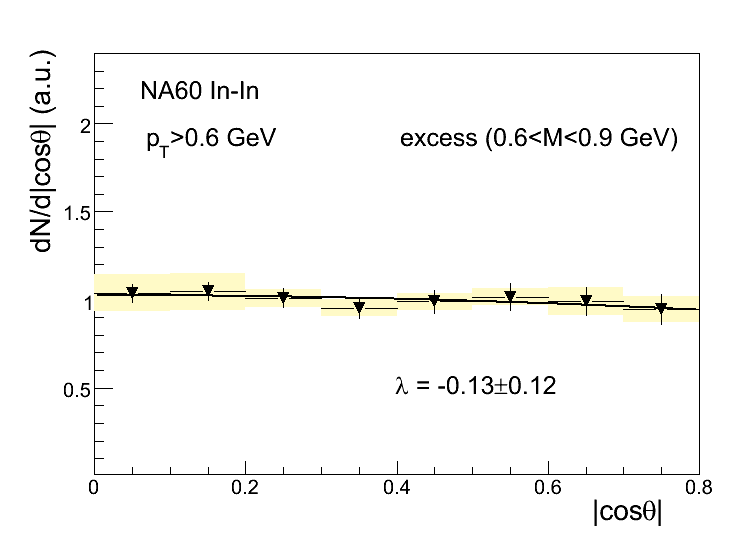 NA60 In-In
pT>0.6 GeV
excess (0.6<M<0.9 GeV)
dN/d|cosθ| (a.u.)
2
1.5
1
0.5
λ = -0.13±0.12
0
0.2
0.4
0.6
0.8
|cosθ|